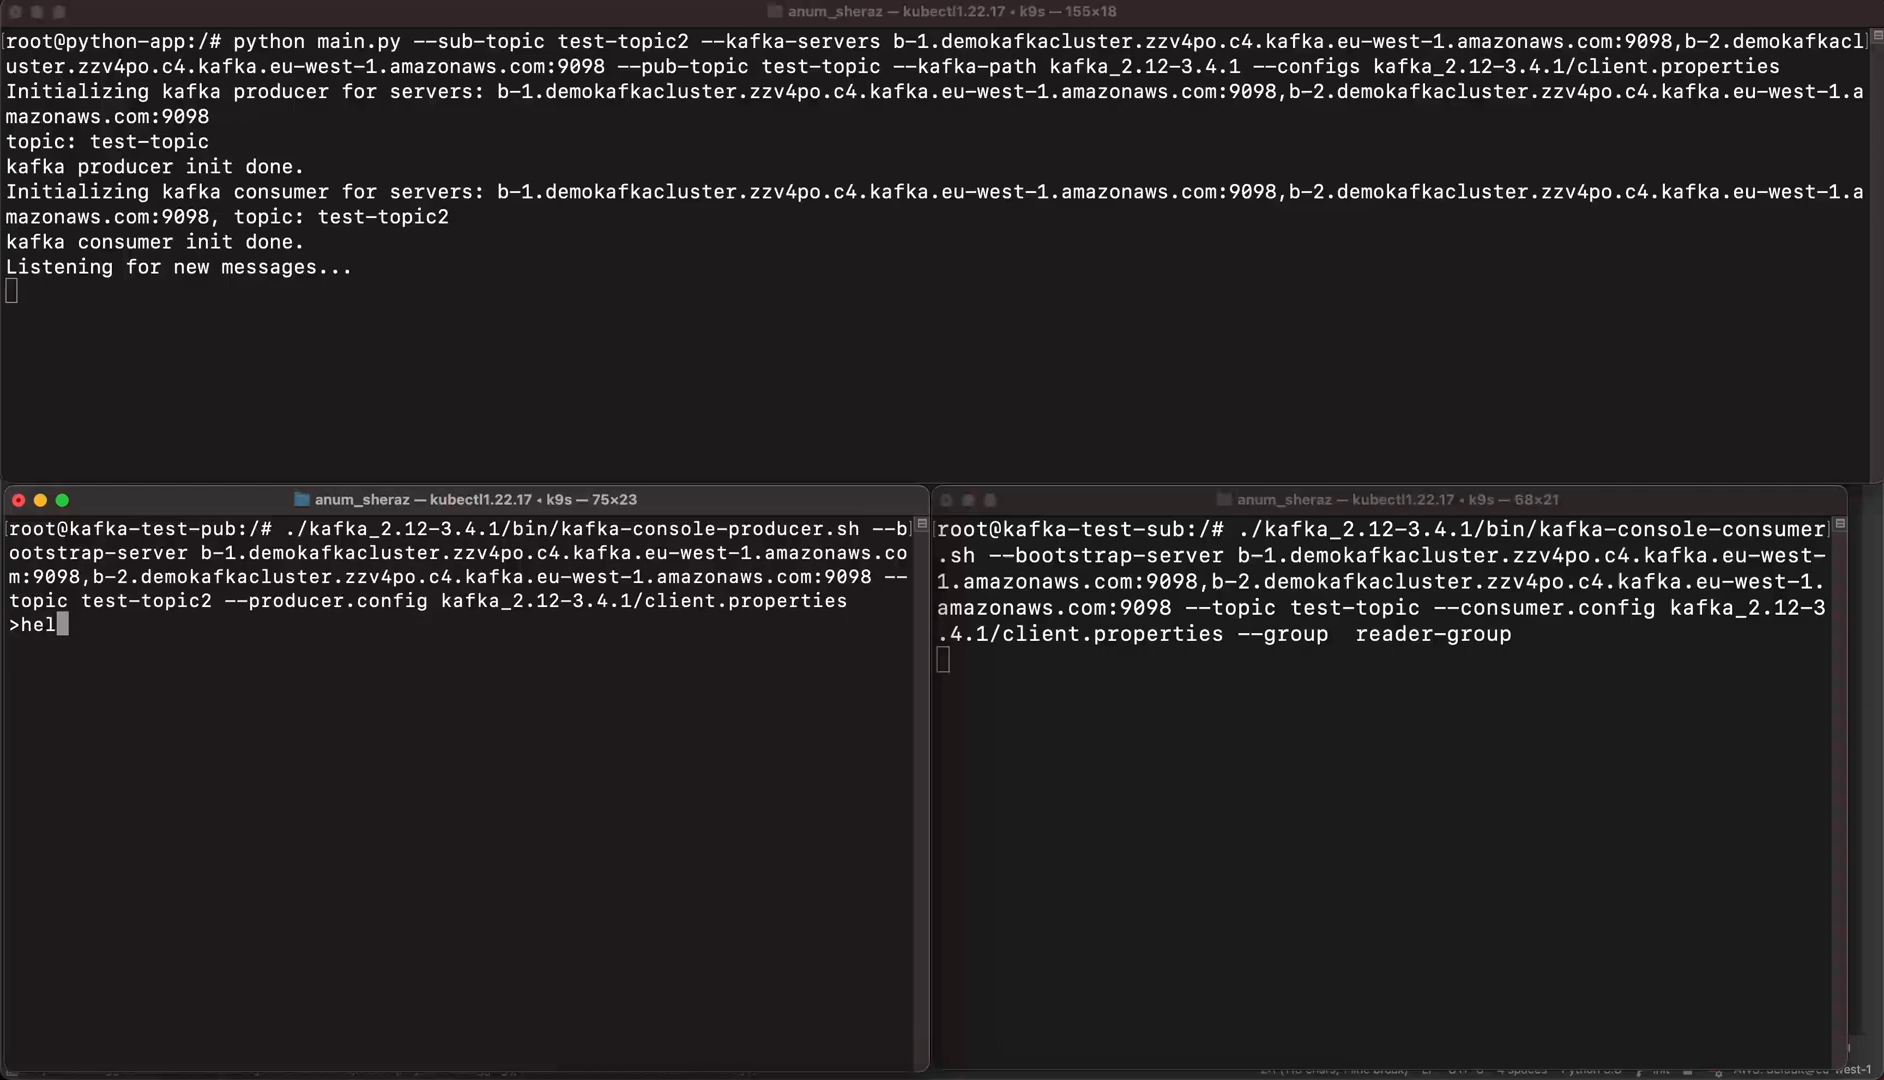 anum_sheraz — kubectl1.22.17 ◂ k9s — 155×18
root@python-app:/# python main.py --sub-topic test-topic2 --kafka-servers b-1.demokafkacluster.zzv4po.c4.kafka.eu-west-1.amazonaws.com:9098,b-2.demokafkacl
uster.zzv4po.c4.kafka.eu-west-1.amazonaws.com:9098 --pub-topic test-topic --kafka-path kafka_2.12-3.4.1 --configs kafka_2.12-3.4.1/client.properties
Initializing kafka producer for servers: b-1.demokafkacluster.zzv4po.c4.kafka.eu-west-1.amazonaws.com:9098,b-2.demokafkacluster.zzv4po.c4.kafka.eu-west-1.a
mazonaws.com:9098
topic: test-topic
kafka producer init done.
Initializing kafka consumer for servers: b-1.demokafkacluster.zzv4po.c4.kafka.eu-west-1.amazonaws.com:9098,b-2.demokafkacluster.zzv4po.c4.kafka.eu-west-1.a
mazonaws.com:9098, topic: test-topic2
kafka consumer init done.
Listening for new messages...
anum_sheraz — kubectl1.22.17 ◂ k9s — 75×23
root@kafka-test-pub:/# ./kafka_2.12-3.4.1/bin/kafka-console-producer.sh --b
ootstrap-server b-1.demokafkacluster.zzv4po.c4.kafka.eu-west-1.amazonaws.co
m:9098,b-2.demokafkacluster.zzv4po.c4.kafka.eu-west-1.amazonaws.com:9098 --
topic test-topic2 --producer.config kafka_2.12-3.4.1/client.properties
>hel
anum_sheraz — kubectl1.22.17 ◂ k9s — 68×21
root@kafka-test-sub:/# ./kafka_2.12-3.4.1/bin/kafka-console-consumer
.sh --bootstrap-server b-1.demokafkacluster.zzv4po.c4.kafka.eu-west-
1.amazonaws.com:9098,b-2.demokafkacluster.zzv4po.c4.kafka.eu-west-1.
amazonaws.com:9098 --topic test-topic --consumer.config kafka_2.12-3
.4.1/client.properties --group  reader-group